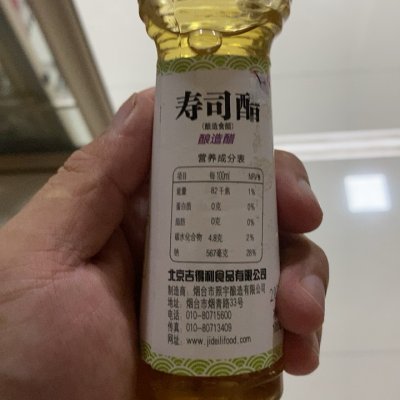 寿司醋
(酿造食醋)
酿造醋
营养成分表
项目 每100ml NRV%
能量 82千焦 1%
蛋白质 0克 0%
脂肪 0克 0%
碳水化合物 4.8克 2%
钠 567毫克 28%
北京吉得利食品有限公司
制造商：烟台市照宇酿造有限公司
地址：烟台市烟青路33号
电话：010-80715600
传真：010-80713409
网址：www.jideilifood.com